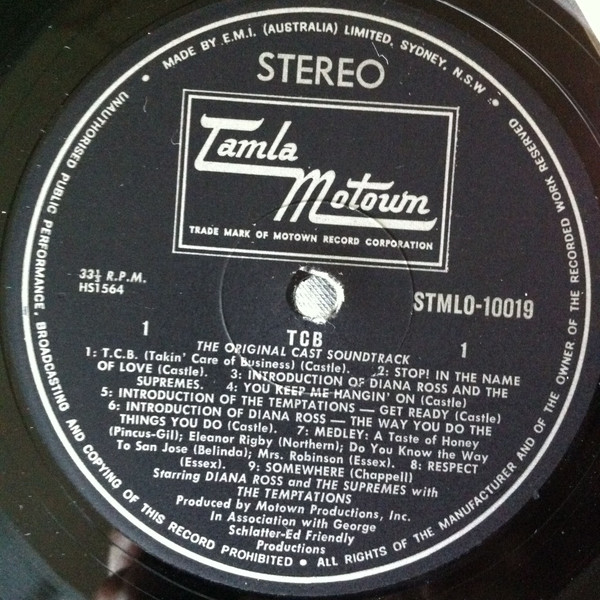 MADE BY E.M.I. (AUSTRALIA) LIMITED, SYDNEY, N.S.W.
STEREO
Tamla
Motown
TRADE MARK OF MOTOWN RECORD CORPORATION
33⅓ R.P.M.
HS1564
STMLO-10019
1
1
TCB
THE ORIGINAL CAST SOUNDTRACK
1: T.C.B. (Takin' Care of Business) (Castle). 2: STOP! IN THE NAME
OF LOVE (Castle). 3: INTRODUCTION OF DIANA ROSS AND THE
SUPREMES. 4: YOU KEEP ME HANGIN' ON (Castle)
5: INTRODUCTION OF THE TEMPTATIONS — GET READY (Castle)
6: INTRODUCTION OF DIANA ROSS — THE WAY YOU DO THE
THINGS YOU DO (Castle). 7: MEDLEY: A Taste of Honey
(Pincus-Gil); Eleanor Rigby (Northern); Do You Know the Way
To San Jose (Belinda); Mrs. Robinson (Essex). 8: RESPECT
(Essex). 9: SOMEWHERE (Chappell)
Starring DIANA ROSS and THE SUPREMES with
THE TEMPTATIONS
Produced by Motown Productions, Inc.
In Association with George
Schlatter-Ed Friendly
Productions
UNAUTHORISED PUBLIC PERFORMANCE, BROADCASTING AND COPYING OF THIS RECORD PROHIBITED • ALL RIGHTS OF THE MANUFACTURER AND OF THE OWNER OF THE RECORDED WORK RESERVED